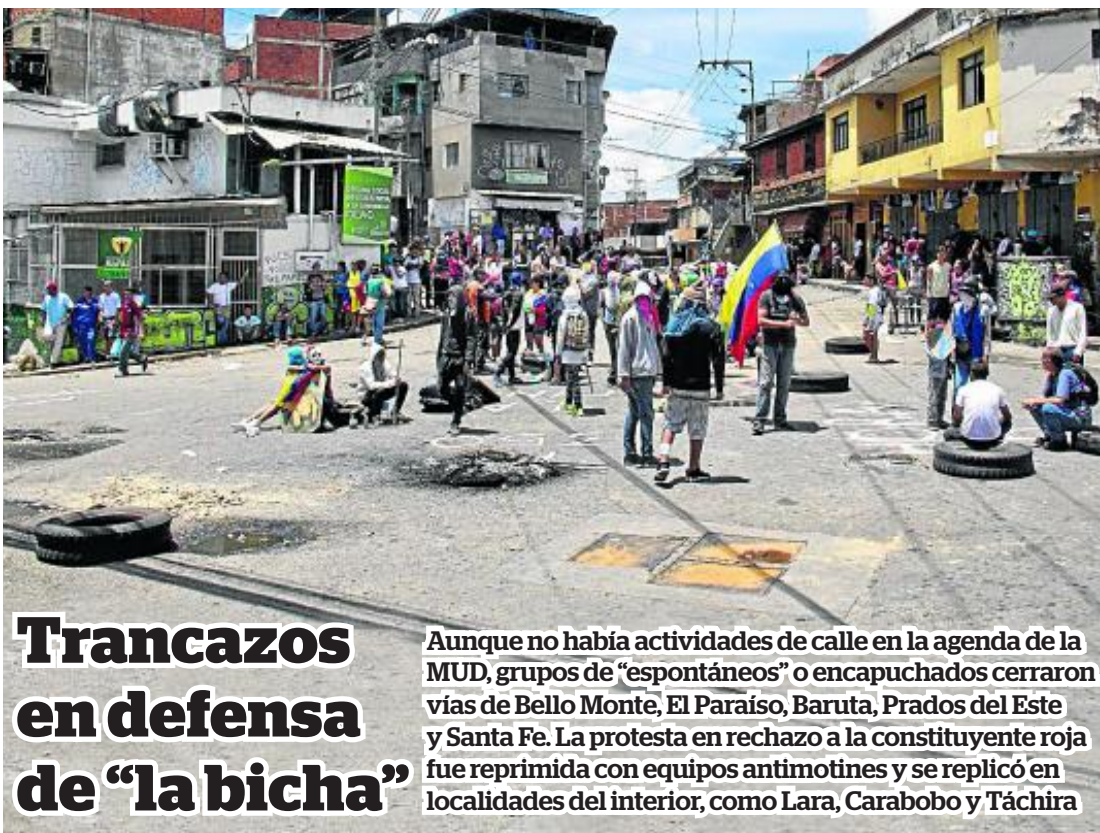 Trancazos
en defensa
de “la bicha”
Aunque no había actividades de calle en la agenda de la
MUD, grupos de “espontáneos” o encapuchados cerraron
vías de Bello Monte, El Paraíso, Baruta, Prados del Este
y Santa Fe. La protesta en rechazo a la constituyente roja
fue reprimida con equipos antimotines y se replicó en
localidades del interior, como Lara, Carabobo y Táchira